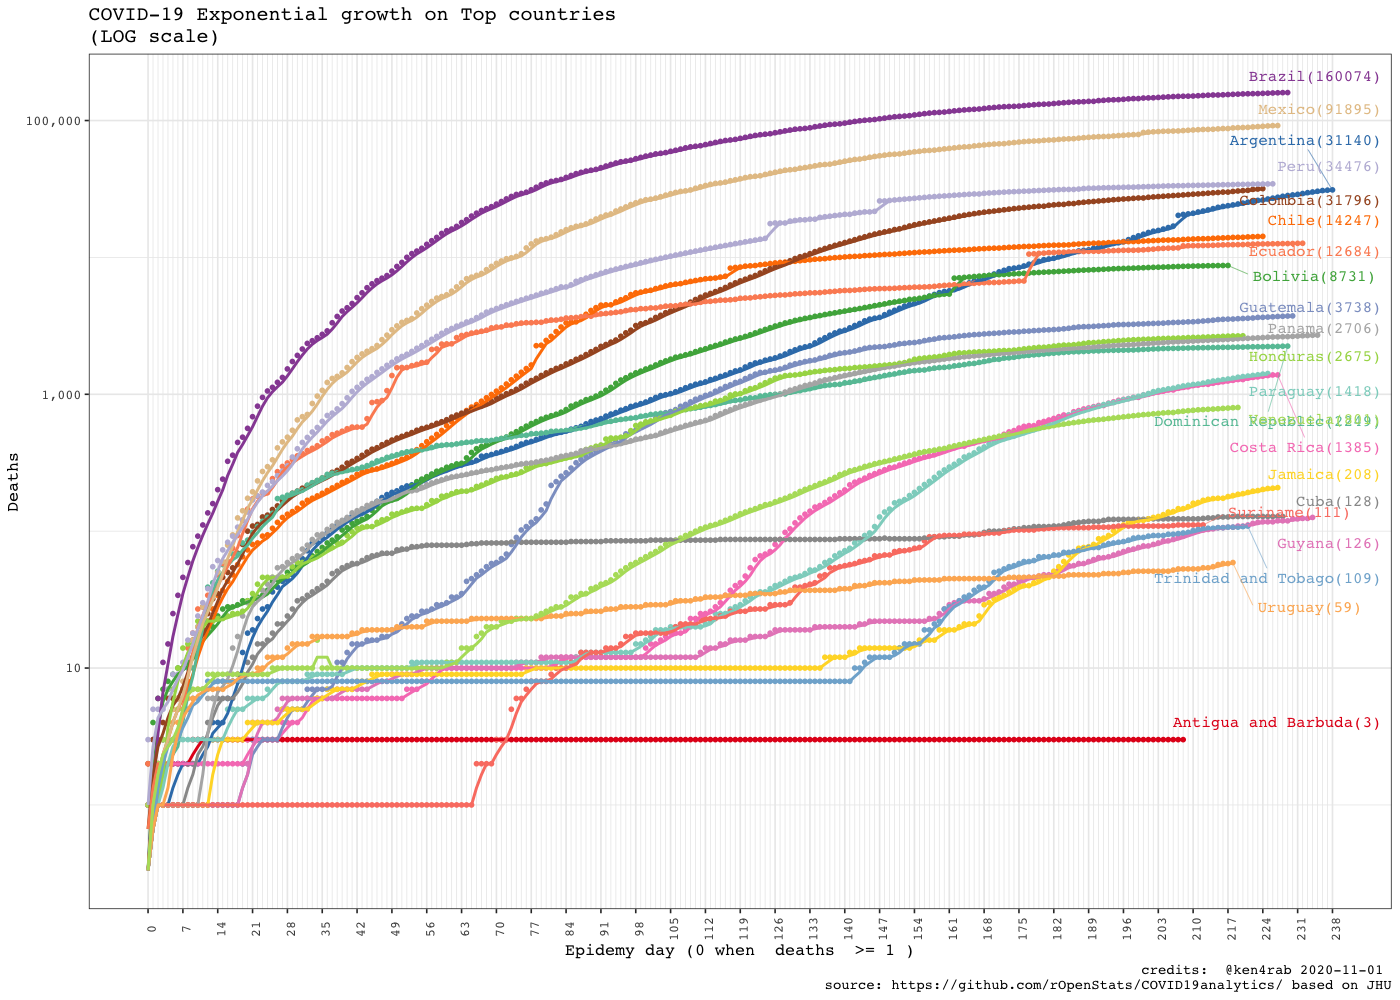 COVID-19 Exponential growth on Top countries
(LOG scale)
Brazil(160074)
100,000
Mexico(91895)
Argentina(31140)
Peru(34476)
Colombia(31796)
Chile(14247)
Ecuador(12684)
Bolivia(8731)
Guatemala(3738)
Panama(2706)
Honduras(2675)
1,000
Paraguay(1418)
Dominican Republic(2249)
Costa Rica(1385)
Deaths
Jamaica(208)
Cuba(128)
Suriname(111)
Guyana(126)
Trinidad and Tobago(109)
Uruguay(59)
10
Antigua and Barbuda(3)
0 7 14 21 28 35 42 49 56 63 70 77 84 91 98 105 112 119 126 133 140 147 154 161 168 175 182 189 196 203 210 217 224 231 238
Epidemy day (0 when deaths >= 1 )
credits: @ken4rab 2020-11-01
source: https://github.com/rOpenStats/COVID19analytics/ based on JHU